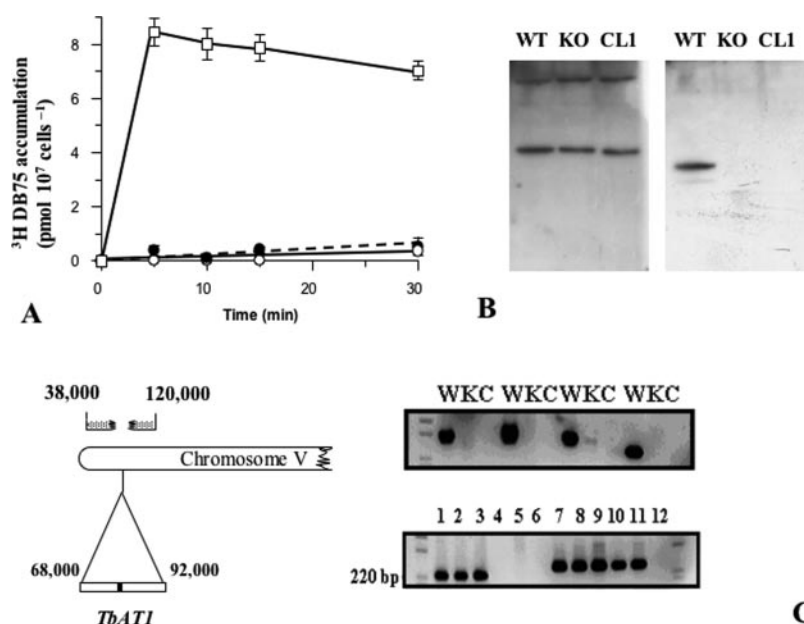 8
6
4
2
0
³H DB75 accumulation
(pmol 10⁷ cells ⁻¹)
0 10 20 30
Time (min)
A
WT KO CL1 WT KO CL1
B
38,000 120,000
Chromosome V
68,000 92,000
TbAT1
WKC WKC WKC WKC
1 2 3 4 5 6 7 8 9 10 11 12
220 bp